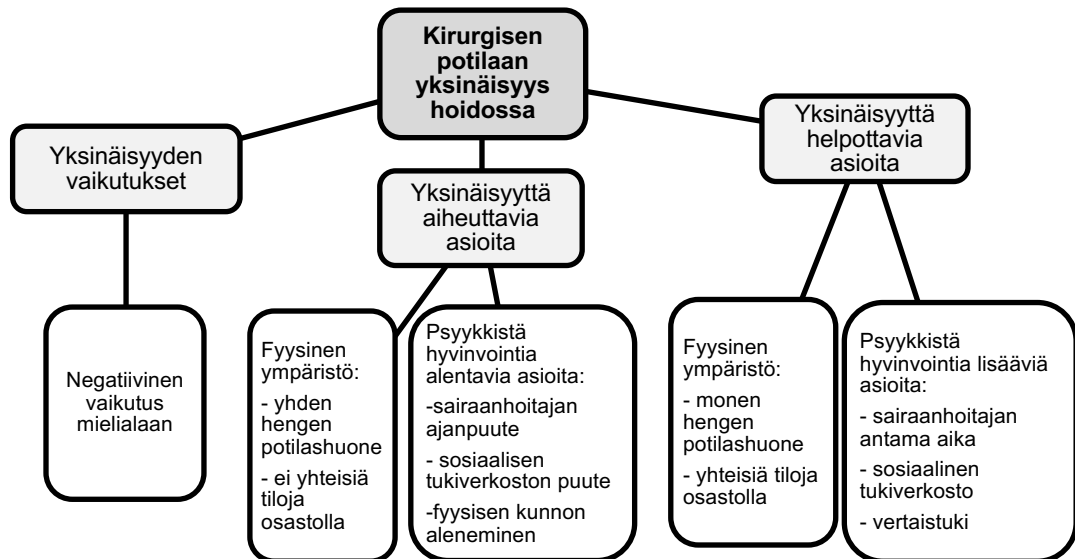 Kirurgisen
potilaan
yksinäisyys
hoidossa
Yksinäisyyden
vaikutukset
Yksinäisyyttä
aiheuttavia
asioita
Yksinäisyyttä
helpottavia
asioita
Negatiivinen
vaikutus
mielialaan
Fyysinen
ympäristö:
- yhden
hengen
potilashuone
- ei yhteisiä
tiloja
osastolla
Psyykkistä
hyvinvointia
alentavia asioita:
-sairaanhoitajan
ajanpuute
- sosiaalisen
tukiverkoston puute
-fyysisen kunnon
aleneminen
Fyysinen
ympäristö:
- monen
hengen
potilashuone
- yhteisiä tiloja
osastolla
Psyykkistä
hyvinvointia lisääviä
asioita:
- sairaanhoitajan
antama aika
- sosiaalinen
tukiverkosto
- vertaistuki